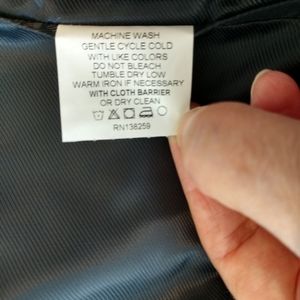 MACHINE WASH
GENTLE CYCLE COLD
WITH LIKE COLORS
DO NOT BLEACH
TUMBLE DRY LOW
WARM IRON IF NECESSARY
WITH CLOTH BARRIER
OR DRY CLEAN
RN138259